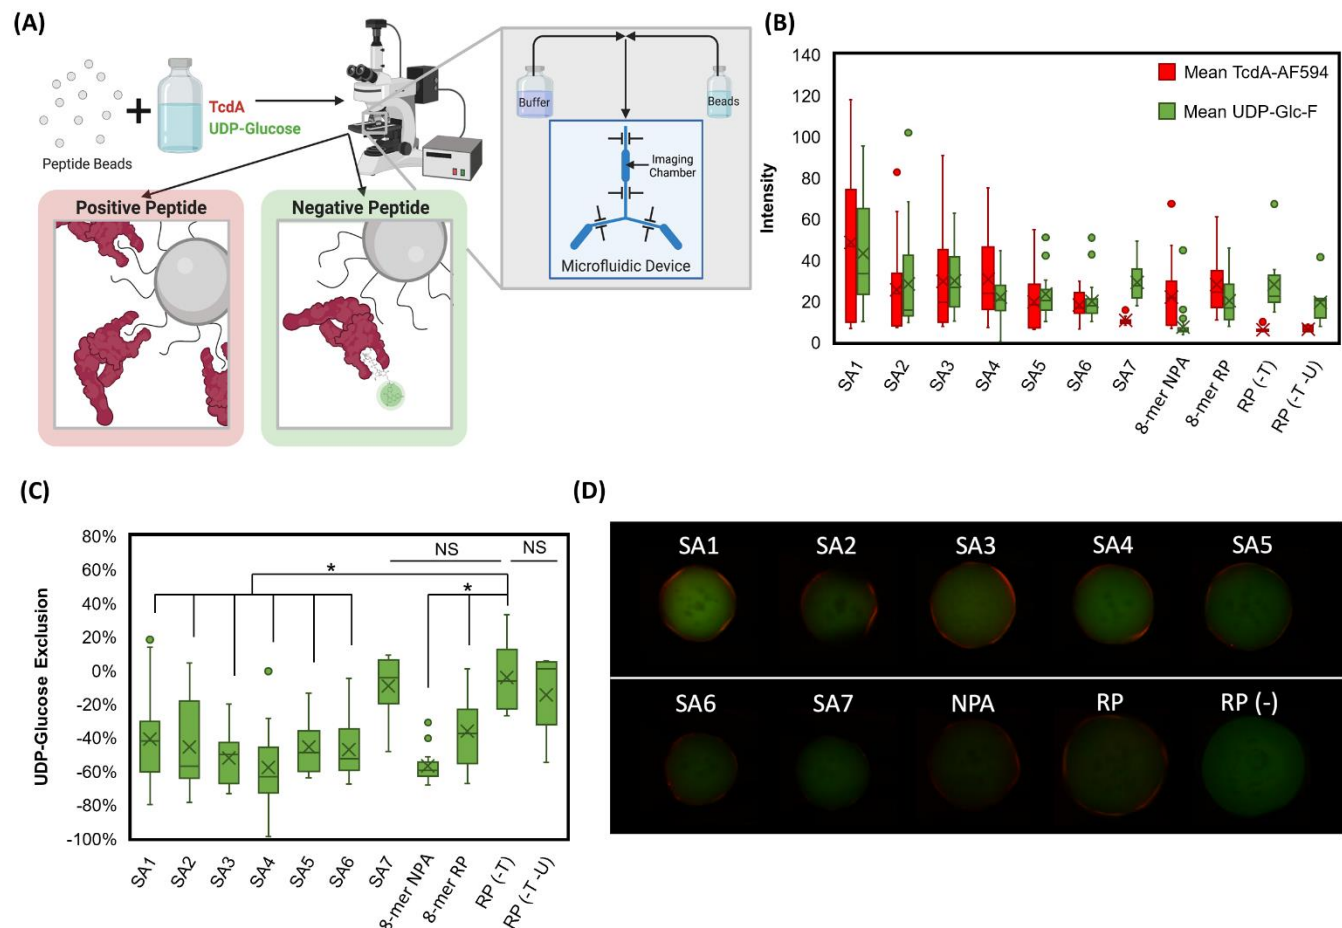 (A)
Peptide Beads
+
TcdA
UDP-Glucose
Buffer
Beads
Imaging
Chamber
Microfluidic Device
Positive Peptide
Negative Peptide
(B)
Intensity
140
120
100
80
60
40
20
0
Mean TcdA-AF594
Mean UDP-Glc-F
SA1
SA2
SA3
SA4
SA5
SA6
SA7
8-mer NPA
8-mer RP
RP (-T)
RP (-T -U)
(C)
UDP-Glucose Exclusion
80%
60%
40%
20%
0%
-20%
-40%
-60%
-80%
-100%
*
*
NS
NS
SA1
SA2
SA3
SA4
SA5
SA6
SA7
8-mer NPA
8-mer RP
RP (-T)
RP (-T -U)
(D)
SA1 SA2 SA3 SA4 SA5
SA6 SA7 NPA RP RP (-)